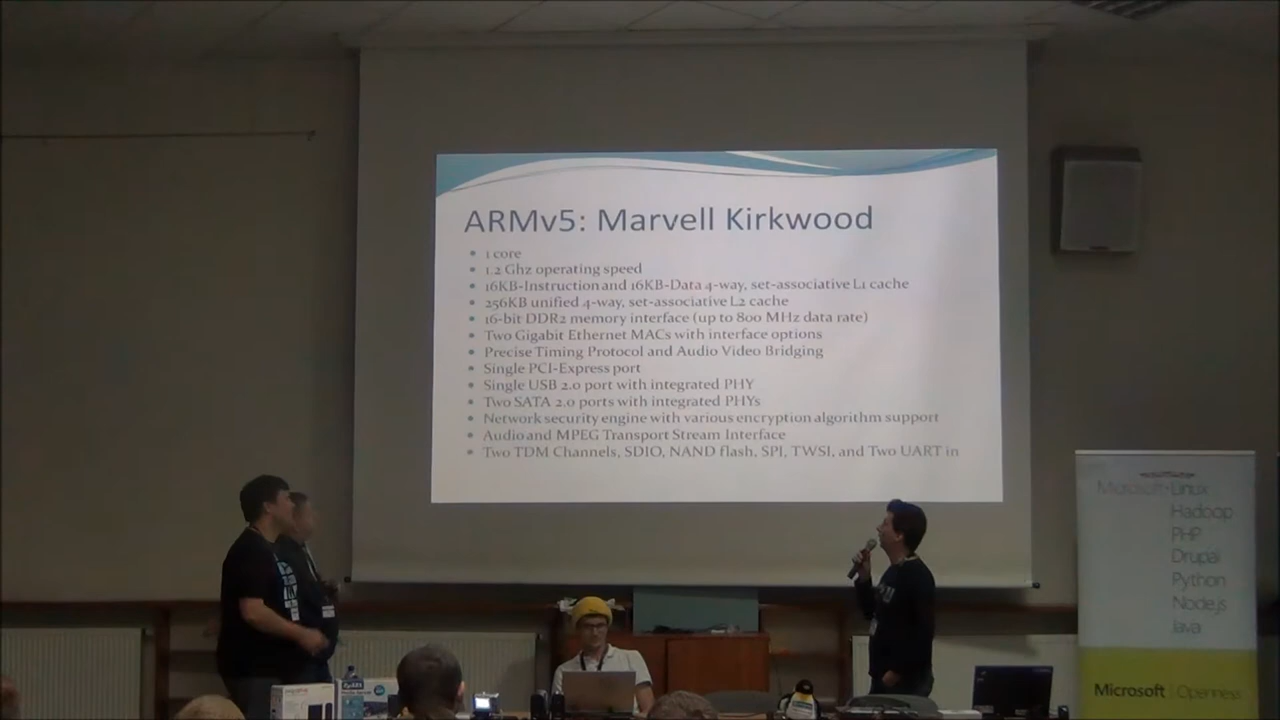 ARMv5: Marvell Kirkwood
• 1 core
• 1.2 Ghz operating speed
• 16KB-Instruction and 16KB-Data 4-way, set-associative L1 cache
• 256KB unified 4-way, set-associative L2 cache
• 16-bit DDR2 memory interface (up to 800 MHz data rate)
• Two Gigabit Ethernet MACs with interface options
• Precise Timing Protocol and Audio Video Bridging
• Single PCI-Express port
• Single USB 2.0 port with integrated PHY
• Two SATA 2.0 ports with integrated PHYs
• Network security engine with various encryption algorithm support
• Audio and MPEG Transport Stream Interface
• Two TDM Channels, SDIO, NAND flash, SPI, TWSI, and Two UART in
Microsoft+Linux
Hadoop
PHP
Drupal
Python
Node.js
Java
Microsoft | Openness